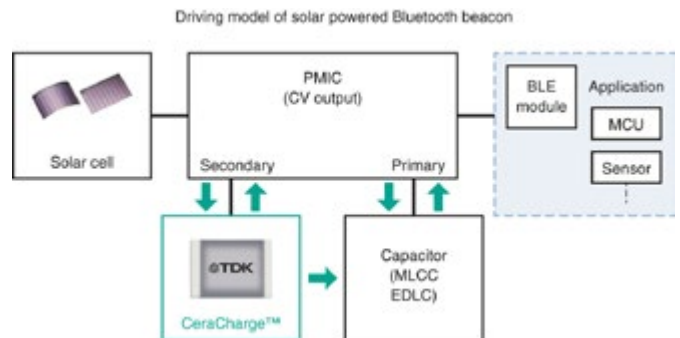 Driving model of solar powered Bluetooth beacon
PMIC
(CV output)
Solar cell
Secondary
Primary
BLE
module
Application
MCU
Sensor
TDK
CeraCharge™
Capacitor
(MLCC
EDLC)